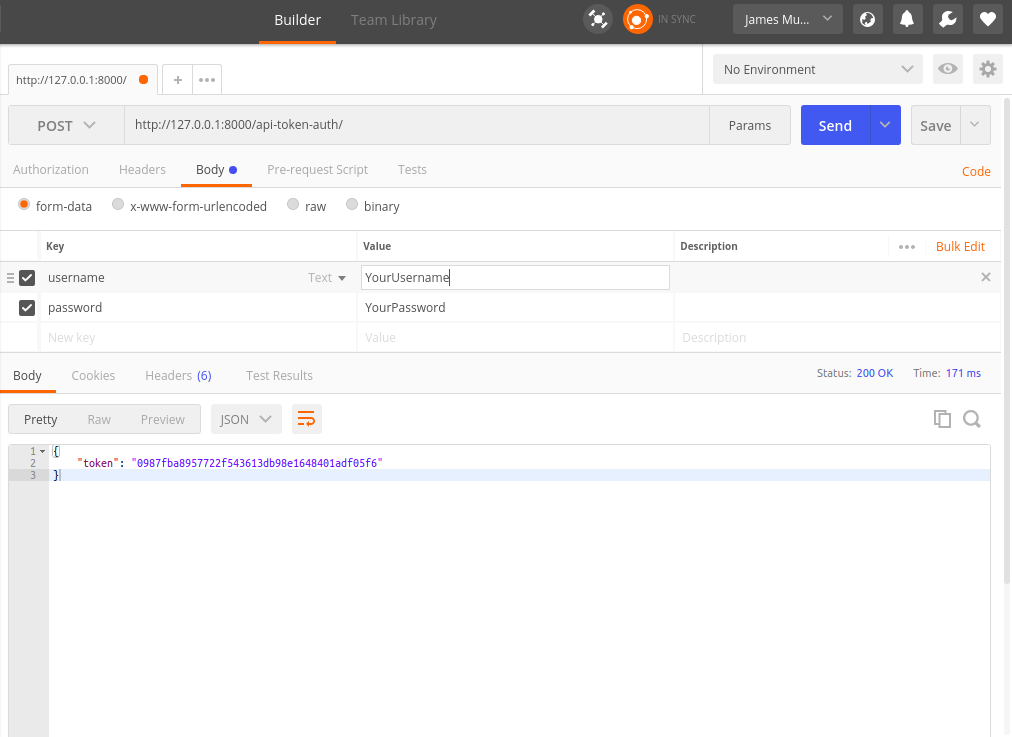 Builder Team Library IN SYNC James Mu...
http://127.0.0.1:8000/ + No Environment
POST http://127.0.0.1:8000/api-token-auth/ Params Send Save
Authorization Headers Body Pre-request Script Tests Code
form-data x-www-form-urlencoded raw binary
Key Value Description Bulk Edit
username Text YourUsername
password YourPassword
New key Value Description
Body Cookies Headers (6) Test Results Status: 200 OK Time: 171 ms
Pretty Raw Preview JSON
1 {
2 "token": "0987fba8957722f543613db98e1648401adf05f6"
3 }